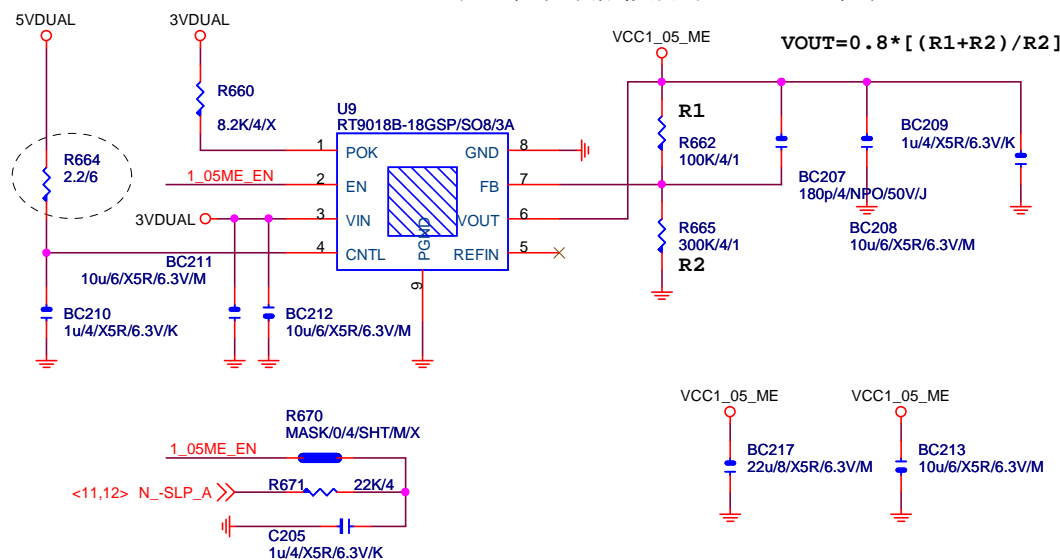 5VDUAL
3VDUAL
VCC1_05_ME
VOUT=0.8*[(R1+R2)/R2]
R660
8.2K/4/X
U9
RT9018B-18GSP/SO8/3A
R1
R662
100K/4/1
BC209
1u/4/X5R/6.3V/K
R664
2.2/6
1_05ME_EN
3VDUAL
1 POK
2 EN
3 VIN
4 CNTL
GND 8
FB 7
VOUT 6
REFIN 5
PGND
9
BC207
180p/4/NPO/50V/J
BC208
10u/6/X5R/6.3V/M
R665
300K/4/1
R2
BC211
10u/6/X5R/6.3V/M
BC210
1u/4/X5R/6.3V/K
BC212
10u/6/X5R/6.3V/M
R670
MASK/0/4/SHT/M/X
1_05ME_EN
<11,12> N_-SLP_A
R671
22K/4
C205
1u/4/X5R/6.3V/K
VCC1_05_ME
BC217
22u/8/X5R/6.3V/M
VCC1_05_ME
BC213
10u/6/X5R/6.3V/M